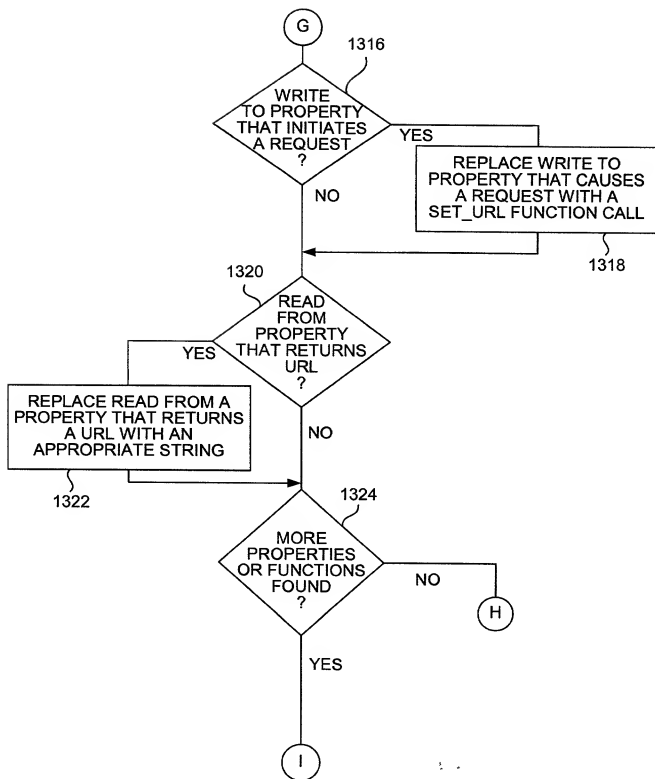 G
1316
WRITE
TO PROPERTY
THAT INITIATES
A REQUEST
?
YES
NO
REPLACE WRITE TO
PROPERTY THAT CAUSES
A REQUEST WITH A
SET_URL FUNCTION CALL
1318
1320
READ
FROM
PROPERTY
THAT RETURNS
URL
?
YES
NO
REPLACE READ FROM A
PROPERTY THAT RETURNS
A URL WITH AN
APPROPRIATE STRING
1322
1324
MORE
PROPERTIES
OR FUNCTIONS
FOUND
?
NO
H
YES
I